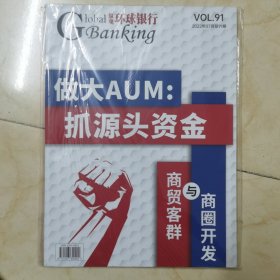 Global
环球银行
Banking
VOL.91
做大AUM:
抓源头资金
商贸客群
与
商圈开发